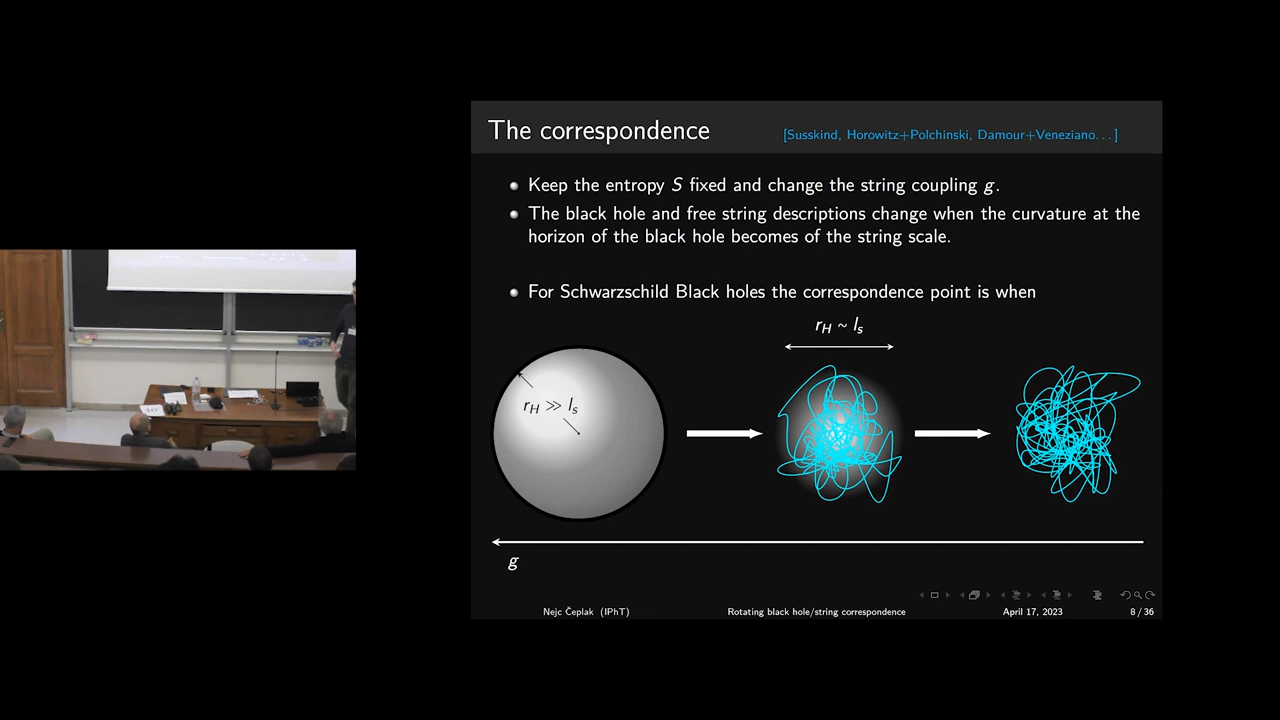 The correspondence
[Susskind, Horowitz+Polchinski, Damour+Veneziano...]
Keep the entropy S fixed and change the string coupling g.
The black hole and free string descriptions change when the curvature at the
horizon of the black hole becomes of the string scale.
For Schwarzschild Black holes the correspondence point is when
r_H ~ l_s
r_H ≫ l_s
g
Nejc Čeplak (IPhT)
Rotating black hole/string correspondence
April 17, 2023
8 / 36